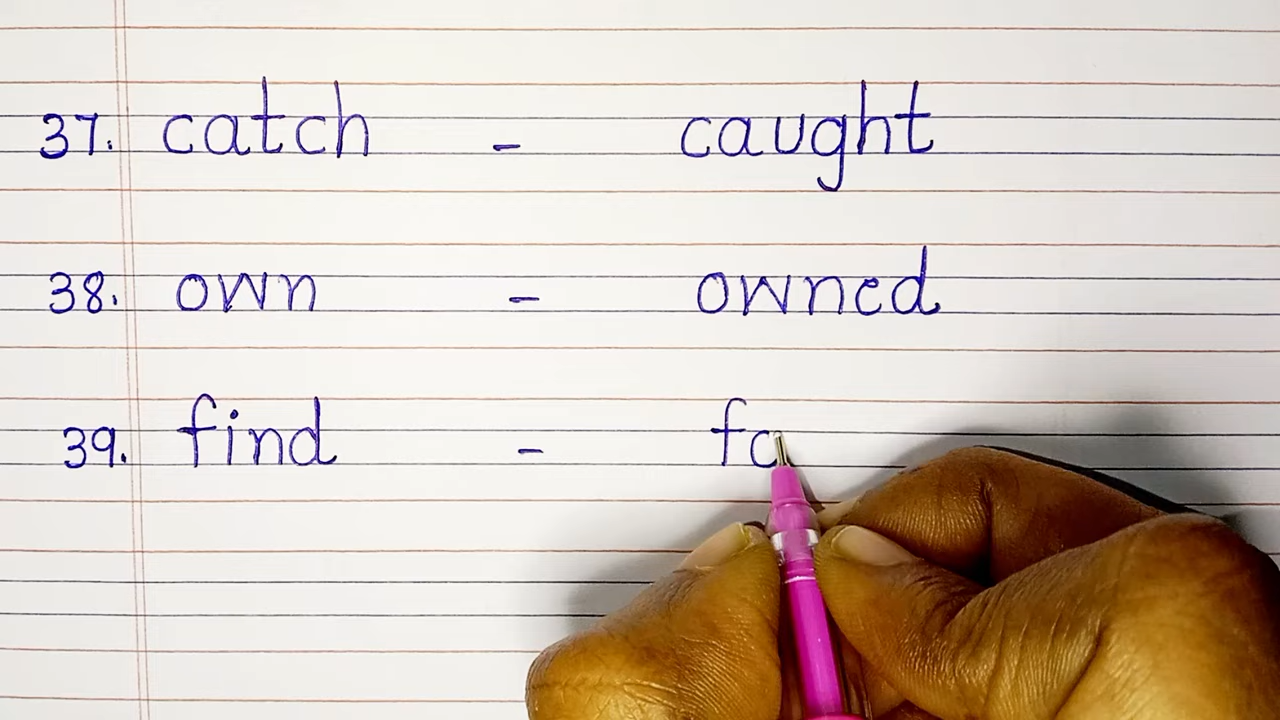 37. catch - caught
38. own - owned
39. find - fo